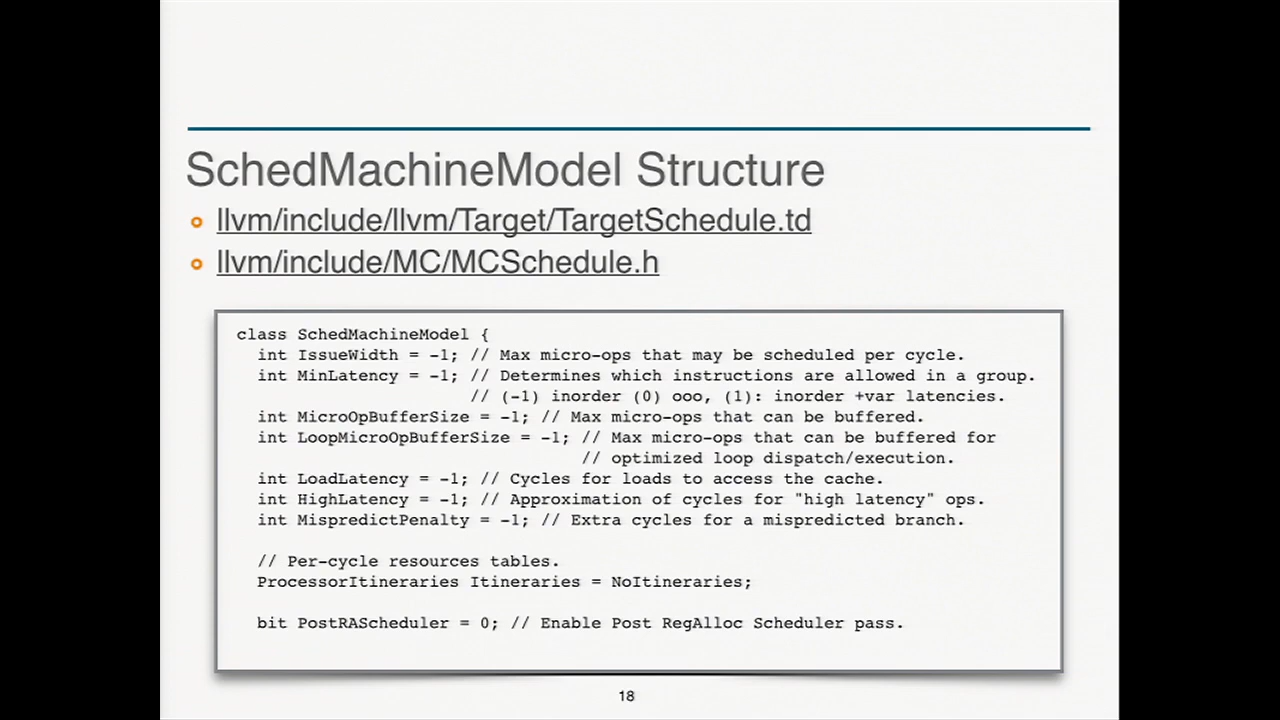 SchedMachineModel Structure
llvm/include/llvm/Target/TargetSchedule.td
llvm/include/MC/MCSchedule.h
class SchedMachineModel {
int IssueWidth = -1; // Max micro-ops that may be scheduled per cycle.
int MinLatency = -1; // Determines which instructions are allowed in a group.
// (-1) inorder (0) ooo, (1): inorder +var latencies.
int MicroOpBufferSize = -1; // Max micro-ops that can be buffered.
int LoopMicroOpBufferSize = -1; // Max micro-ops that can be buffered for
// optimized loop dispatch/execution.
int LoadLatency = -1; // Cycles for loads to access the cache.
int HighLatency = -1; // Approximation of cycles for "high latency" ops.
int MispredictPenalty = -1; // Extra cycles for a mispredicted branch.
// Per-cycle resources tables.
ProcessorItineraries Itineraries = NoItineraries;
bit PostRAScheduler = 0; // Enable Post RegAlloc Scheduler pass.
18